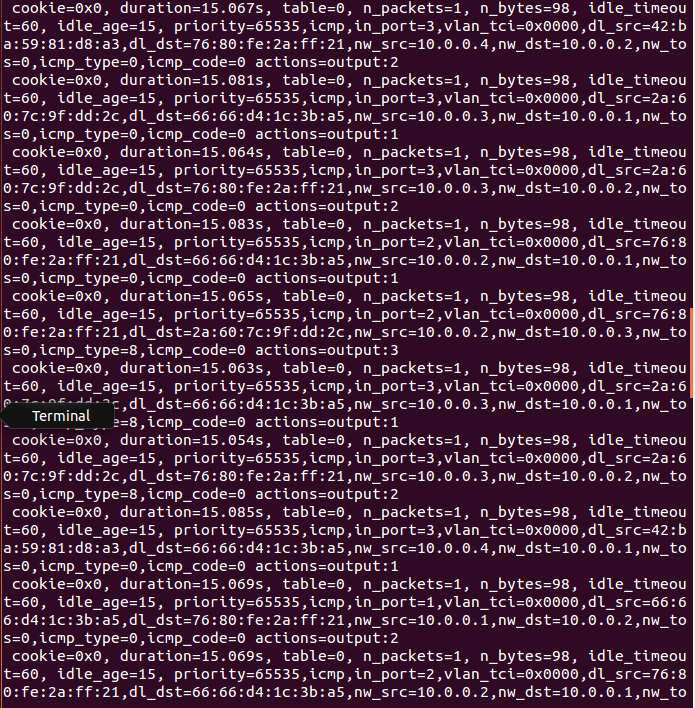 cookie=0x0, duration=15.067s, table=0, n_packets=1, n_bytes=98, idle_timeou
t=60, idle_age=15, priority=65535,icmp,in_port=3,vlan_tci=0x0000,dl_src=42:b
a:59:81:d8:a3,dl_dst=76:80:fe:2a:ff:21,nw_src=10.0.0.4,nw_dst=10.0.0.2,nw_to
s=0,icmp_type=0,icmp_code=0 actions=output:2
cookie=0x0, duration=15.081s, table=0, n_packets=1, n_bytes=98, idle_timeou
t=60, idle_age=15, priority=65535,icmp,in_port=3,vlan_tci=0x0000,dl_src=2a:6
0:7c:9f:dd:2c,dl_dst=66:66:d4:1c:3b:a5,nw_src=10.0.0.3,nw_dst=10.0.0.1,nw_to
s=0,icmp_type=0,icmp_code=0 actions=output:1
cookie=0x0, duration=15.064s, table=0, n_packets=1, n_bytes=98, idle_timeou
t=60, idle_age=15, priority=65535,icmp,in_port=3,vlan_tci=0x0000,dl_src=2a:6
0:7c:9f:dd:2c,dl_dst=76:80:fe:2a:ff:21,nw_src=10.0.0.3,nw_dst=10.0.0.2,nw_to
s=0,icmp_type=0,icmp_code=0 actions=output:2
cookie=0x0, duration=15.083s, table=0, n_packets=1, n_bytes=98, idle_timeou
t=60, idle_age=15, priority=65535,icmp,in_port=2,vlan_tci=0x0000,dl_src=76:8
0:fe:2a:ff:21,dl_dst=66:66:d4:1c:3b:a5,nw_src=10.0.0.2,nw_dst=10.0.0.1,nw_to
s=0,icmp_type=0,icmp_code=0 actions=output:1
cookie=0x0, duration=15.065s, table=0, n_packets=1, n_bytes=98, idle_timeou
t=60, idle_age=15, priority=65535,icmp,in_port=2,vlan_tci=0x0000,dl_src=76:8
0:fe:2a:ff:21,dl_dst=2a:60:7c:9f:dd:2c,nw_src=10.0.0.2,nw_dst=10.0.0.3,nw_to
s=0,icmp_type=8,icmp_code=0 actions=output:3
cookie=0x0, duration=15.063s, table=0, n_packets=1, n_bytes=98, idle_timeou
t=60, idle_age=15, priority=65535,icmp,in_port=3,vlan_tci=0x0000,dl_src=2a:6
0:7c:9f:dd:2c,dl_dst=66:66:d4:1c:3b:a5,nw_src=10.0.0.3,nw_dst=10.0.0.1,nw_to
Terminal
=8,icmp_code=0 actions=output:1
cookie=0x0, duration=15.054s, table=0, n_packets=1, n_bytes=98, idle_timeou
t=60, idle_age=15, priority=65535,icmp,in_port=3,vlan_tci=0x0000,dl_src=2a:6
0:7c:9f:dd:2c,dl_dst=76:80:fe:2a:ff:21,nw_src=10.0.0.3,nw_dst=10.0.0.2,nw_to
s=0,icmp_type=8,icmp_code=0 actions=output:2
cookie=0x0, duration=15.085s, table=0, n_packets=1, n_bytes=98, idle_timeou
t=60, idle_age=15, priority=65535,icmp,in_port=3,vlan_tci=0x0000,dl_src=42:b
a:59:81:d8:a3,dl_dst=66:66:d4:1c:3b:a5,nw_src=10.0.0.4,nw_dst=10.0.0.1,nw_to
s=0,icmp_type=0,icmp_code=0 actions=output:1
cookie=0x0, duration=15.069s, table=0, n_packets=1, n_bytes=98, idle_timeou
t=60, idle_age=15, priority=65535,icmp,in_port=1,vlan_tci=0x0000,dl_src=66:6
6:d4:1c:3b:a5,dl_dst=76:80:fe:2a:ff:21,nw_src=10.0.0.1,nw_dst=10.0.0.2,nw_to
s=0,icmp_type=0,icmp_code=0 actions=output:2
cookie=0x0, duration=15.069s, table=0, n_packets=1, n_bytes=98, idle_timeou
t=60, idle_age=15, priority=65535,icmp,in_port=2,vlan_tci=0x0000,dl_src=76:8
0:fe:2a:ff:21,dl_dst=66:66:d4:1c:3b:a5,nw_src=10.0.0.2,nw_dst=10.0.0.1,nw_to